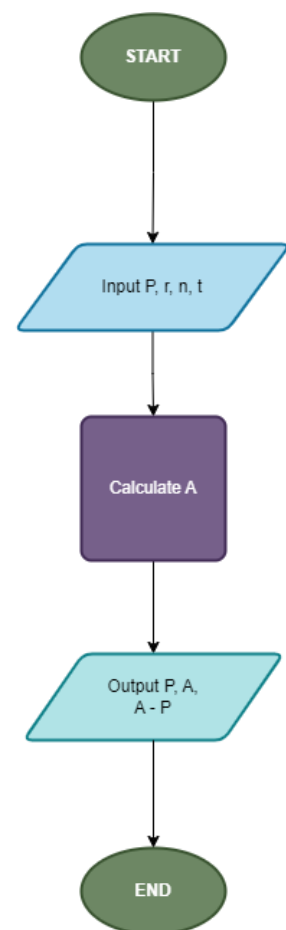 START
Input P, r, n, t
Calculate A
Output P, A,
A - P
END